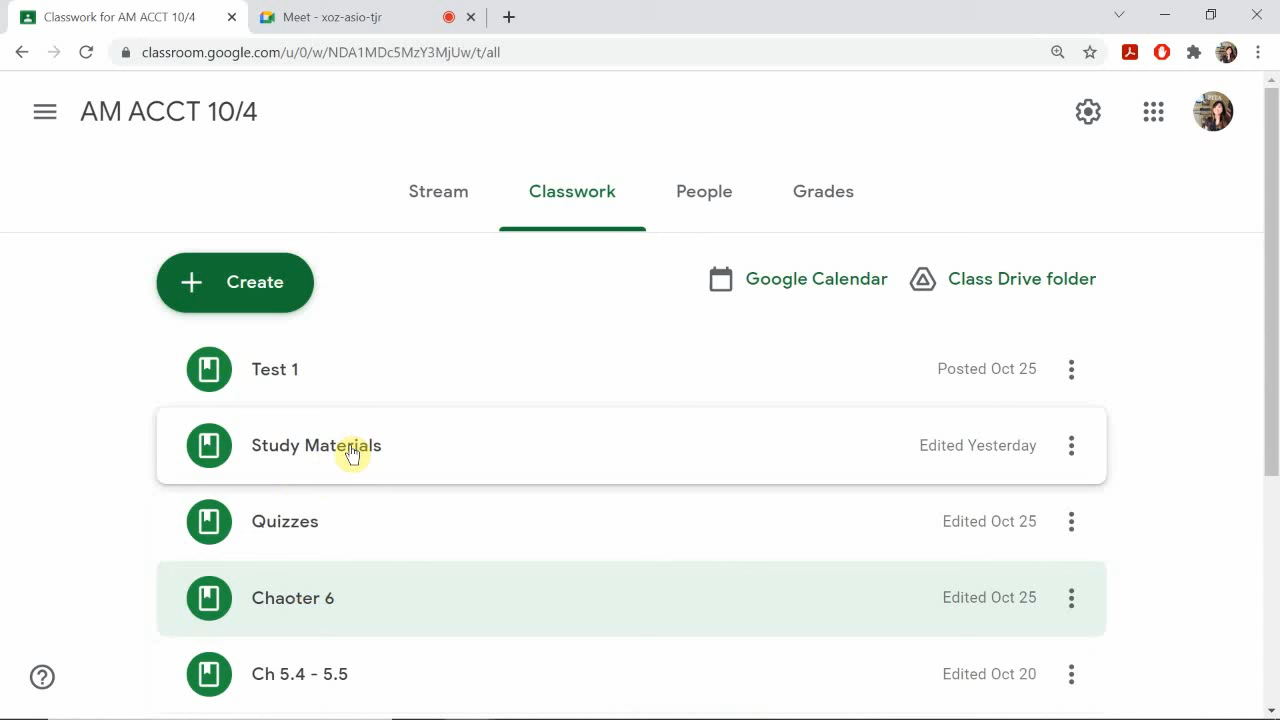 Classwork for AM ACCT 10/4
Meet - xoz-asio-tjr
classroom.google.com/u/0/w/NDA1MDc5MzY3MjUw/t/all
AM ACCT 10/4
Stream Classwork People Grades
Create
Google Calendar Class Drive folder
Test 1 Posted Oct 25
Study Materials Edited Yesterday
Quizzes Edited Oct 25
Chaoter 6 Edited Oct 25
Ch 5.4 - 5.5 Edited Oct 20